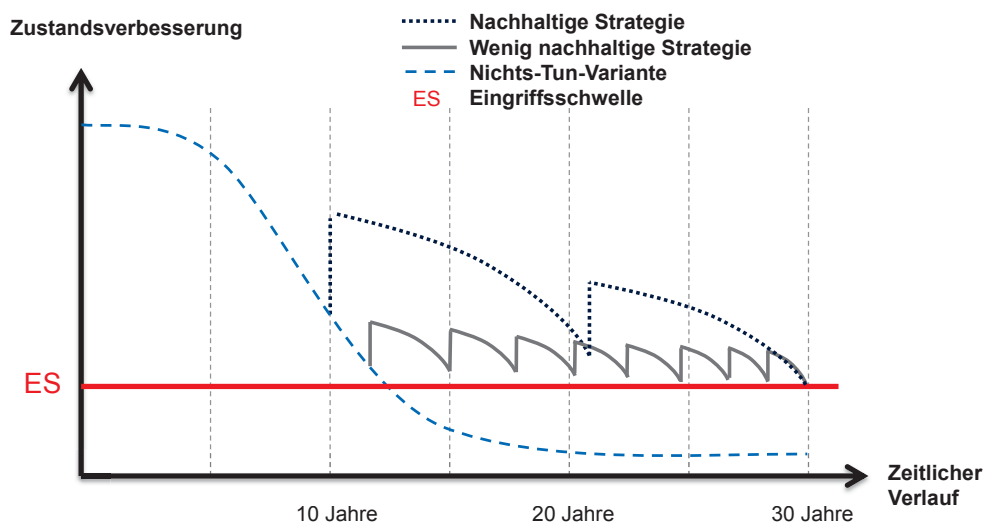 Zustandsverbesserung
Nachhaltige Strategie
Wenig nachhaltige Strategie
Nichts-Tun-Variante
ES Eingriffsschwelle
ES
Zeitlicher
Verlauf
10 Jahre
20 Jahre
30 Jahre